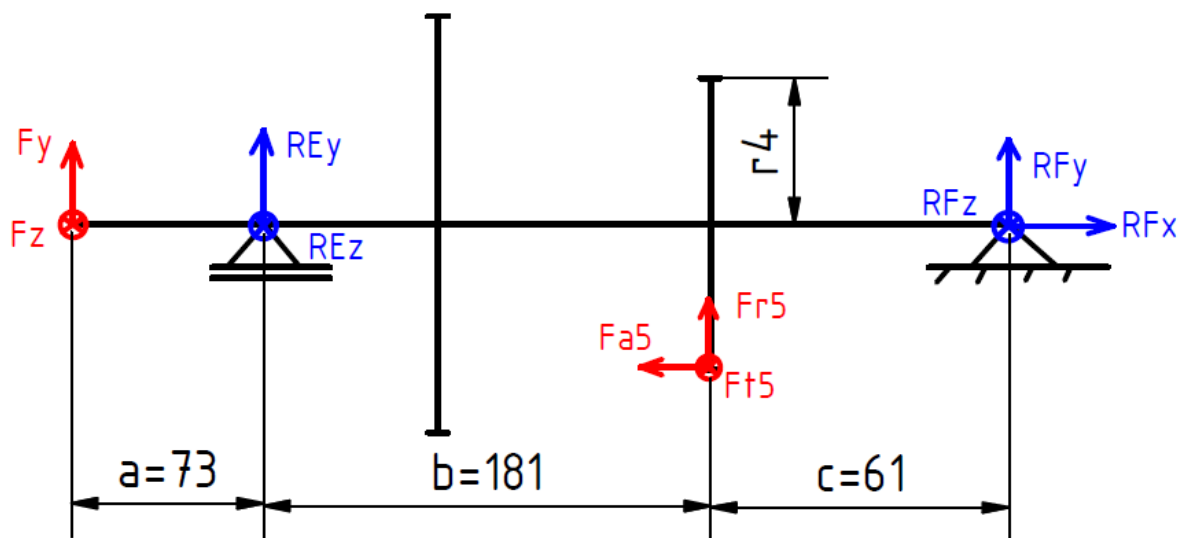 Fy
Fz
REy
REz
r4
RFy
RFz
RFx
Fr5
Fa5
Ft5
a=73
b=181
c=61